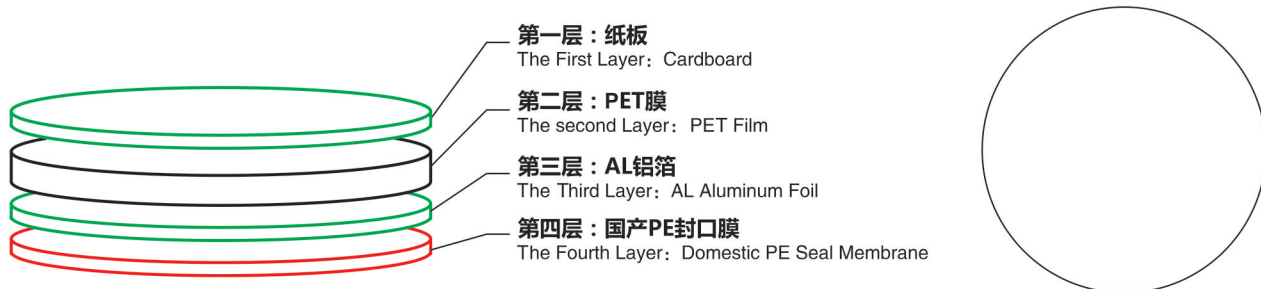 第一层：纸板
The First Layer：Cardboard
第二层：PET膜
The second Layer：PET Film
第三层：AL铝箔
The Third Layer：AL Aluminum Foil
第四层：国产PE封口膜
The Fourth Layer：Domestic PE Seal Membrane